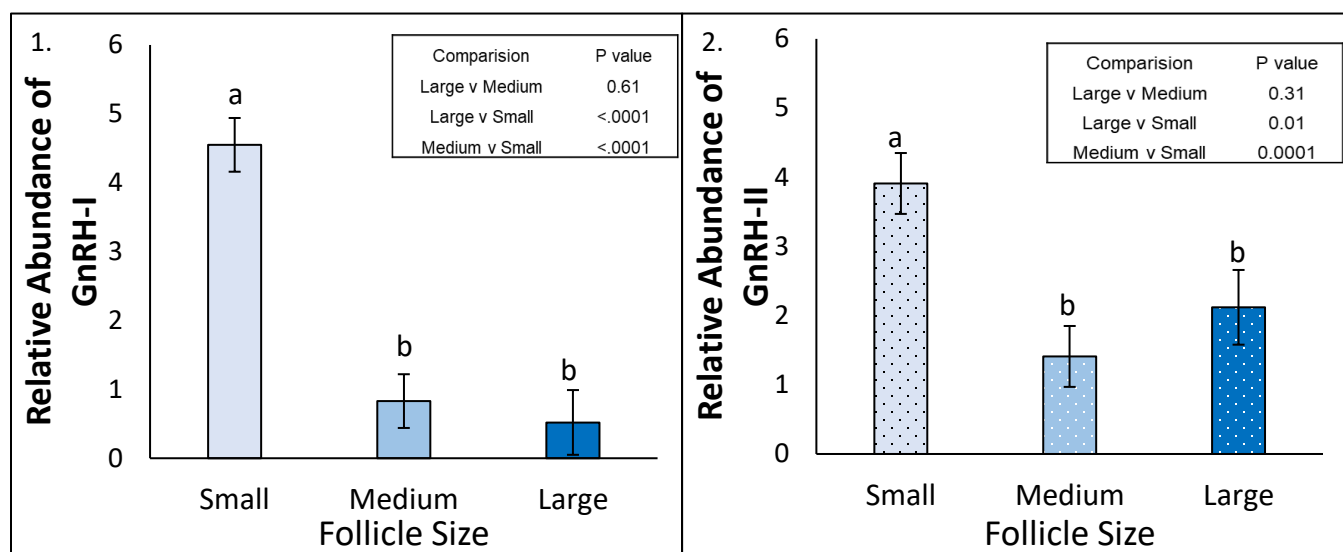 1.
Relative Abundance of
GnRH-I
6
5
4
3
2
1
0
a
b
b
Comparision P value
Large v Medium 0.61
Large v Small <.0001
Medium v Small <.0001
Small Medium Large
Follicle Size
2.
Relative Abundance of
GnRH-II
6
5
4
3
2
1
0
a
b
b
Comparision P value
Large v Medium 0.31
Large v Small 0.01
Medium v Small 0.0001
Small Medium Large
Follicle Size